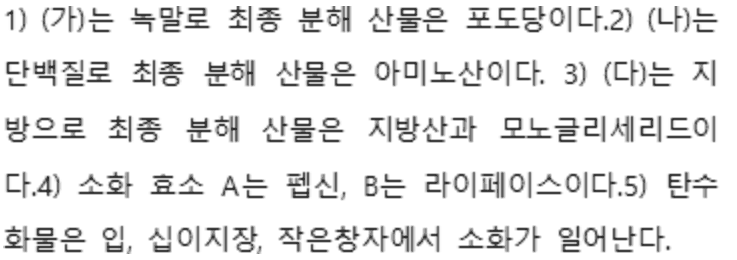 1) (가)는 녹말로 최종 분해 산물은 포도당이다.2) (나)는
단백질로 최종 분해 산물은 아미노산이다. 3) (다)는 지
방으로 최종 분해 산물은 지방산과 모노글리세리드이
다.4) 소화 효소 A는 펩신, B는 라이페이스이다.5) 탄수
화물은 입, 십이지장, 작은창자에서 소화가 일어난다.